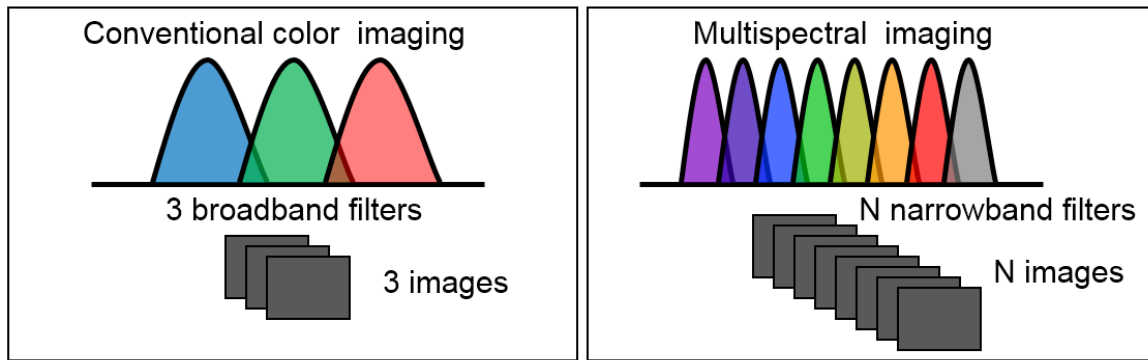 Conventional color imaging
3 broadband filters
3 images
Multispectral imaging
N narrowband filters
N images